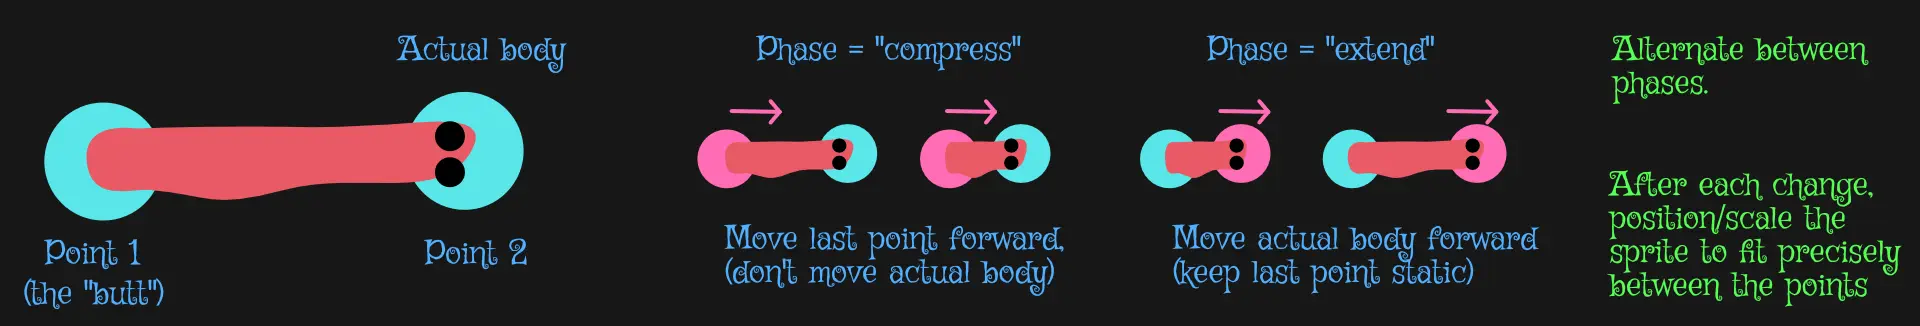 Actual body
Point 1
(the "butt")
Point 2
Phase = "compress"
Move last point forward,
(don't move actual body)
Phase = "extend"
Move actual body forward
(keep last point static)
Alternate between
phases.
After each change,
position/scale the
sprite to fit precisely
between the points